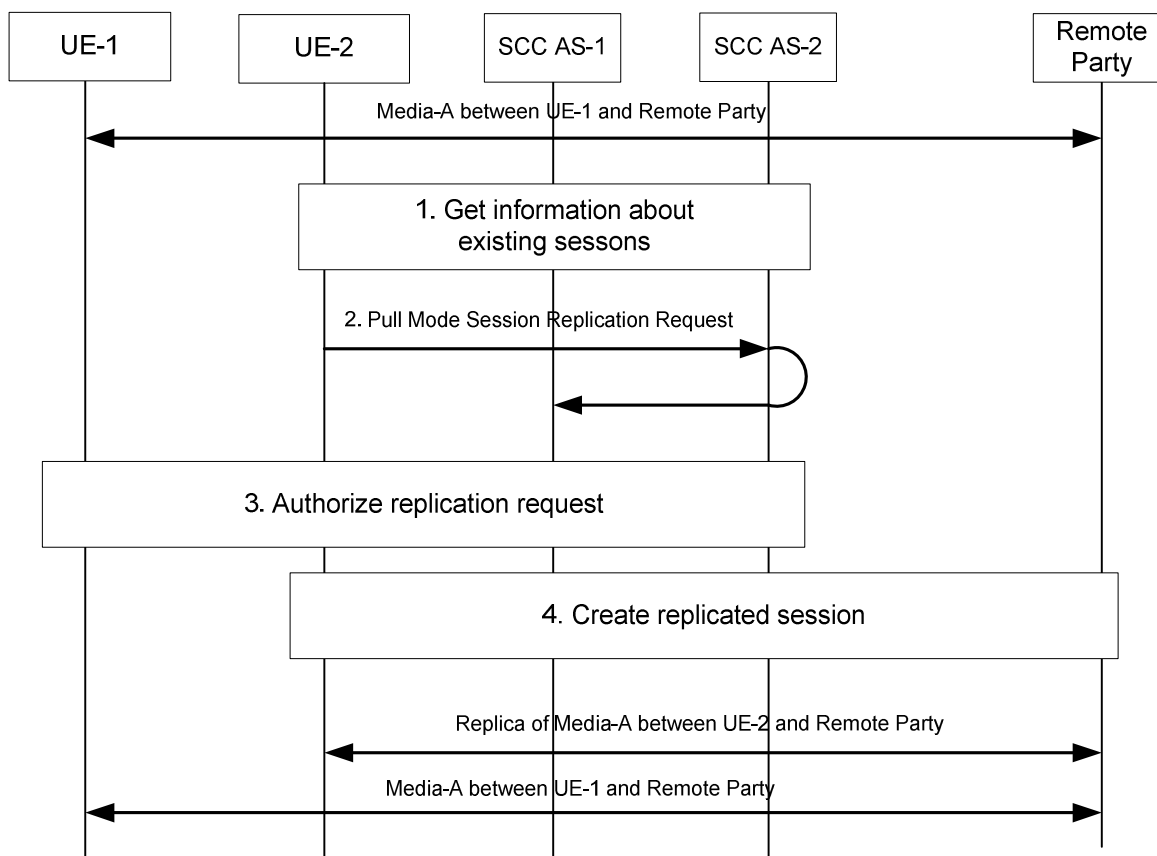 UE-1
UE-2
SCC AS-1
SCC AS-2
Remote
Party
Media-A between UE-1 and Remote Party
1. Get information about
existing sessons
2. Pull Mode Session Replication Request
3. Authorize replication request
4. Create replicated session
Replica of Media-A between UE-2 and Remote Party
Media-A between UE-1 and Remote Party